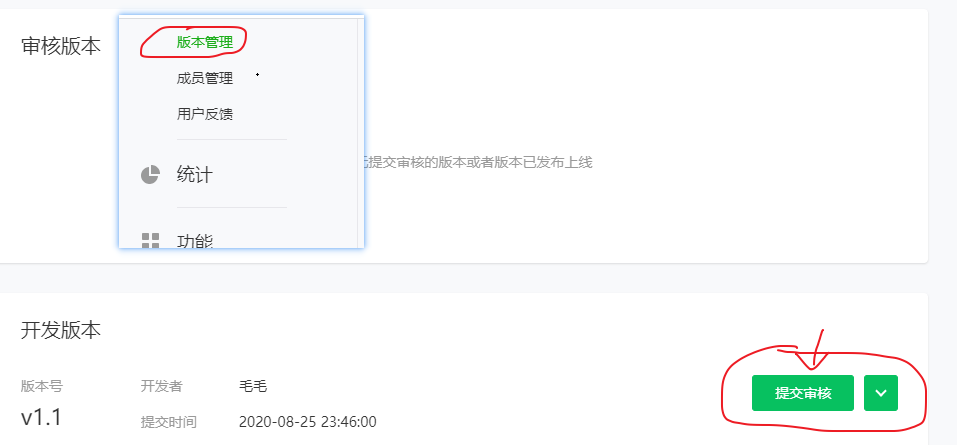 审核版本
版本管理
成员管理
用户反馈
统计
功能
提交审核的版本或者版本已发布上线
开发版本
版本号
v1.1
开发者 毛毛
提交时间 2020-08-25 23:46:00
提交审核